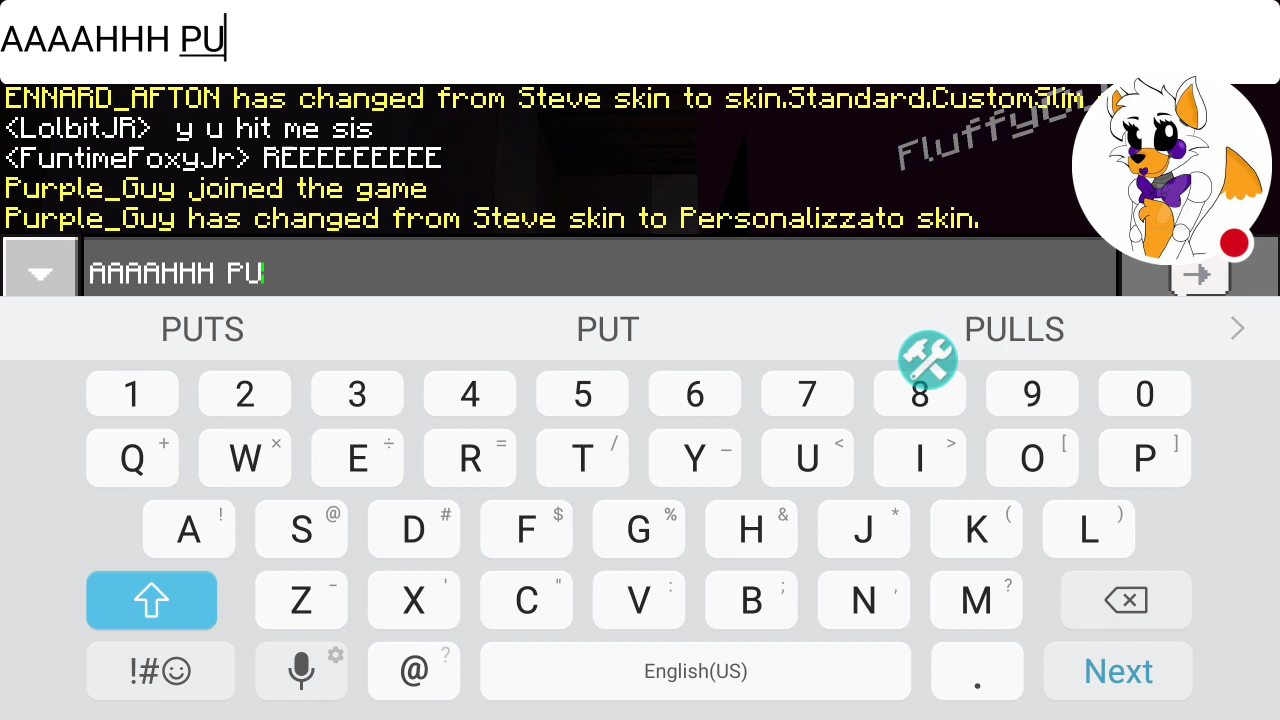 AAAAHHH PU
ENNARD_AFTON has changed from Steve skin to skin.Standard.CustomSlim
<LolbitJR>  y u hit me sis
<FuntimeFoxyJr> REEEEEEEEEE
Purple_Guy joined the game
Purple_Guy has changed from Steve skin to Personalizzato skin.
AAAAHHH PU
PUTS PUT PULLS
1 2 3 4 5 6 7 8 9 0
Q + W × E ÷ R = T / Y _ U < I > O [ P ]
A ! S @ D # F $ G % H & J * K ( L )
Z - X ' C " V : B ; N , M ?
!#☺ @ ? English(US) . Next